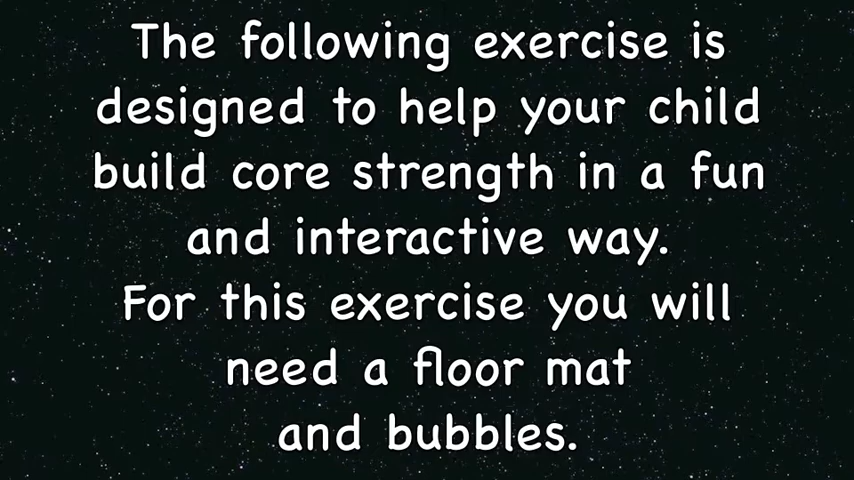 The following exercise is
designed to help your child
build core strength in a fun
and interactive way.
For this exercise you will
need a floor mat
and bubbles.